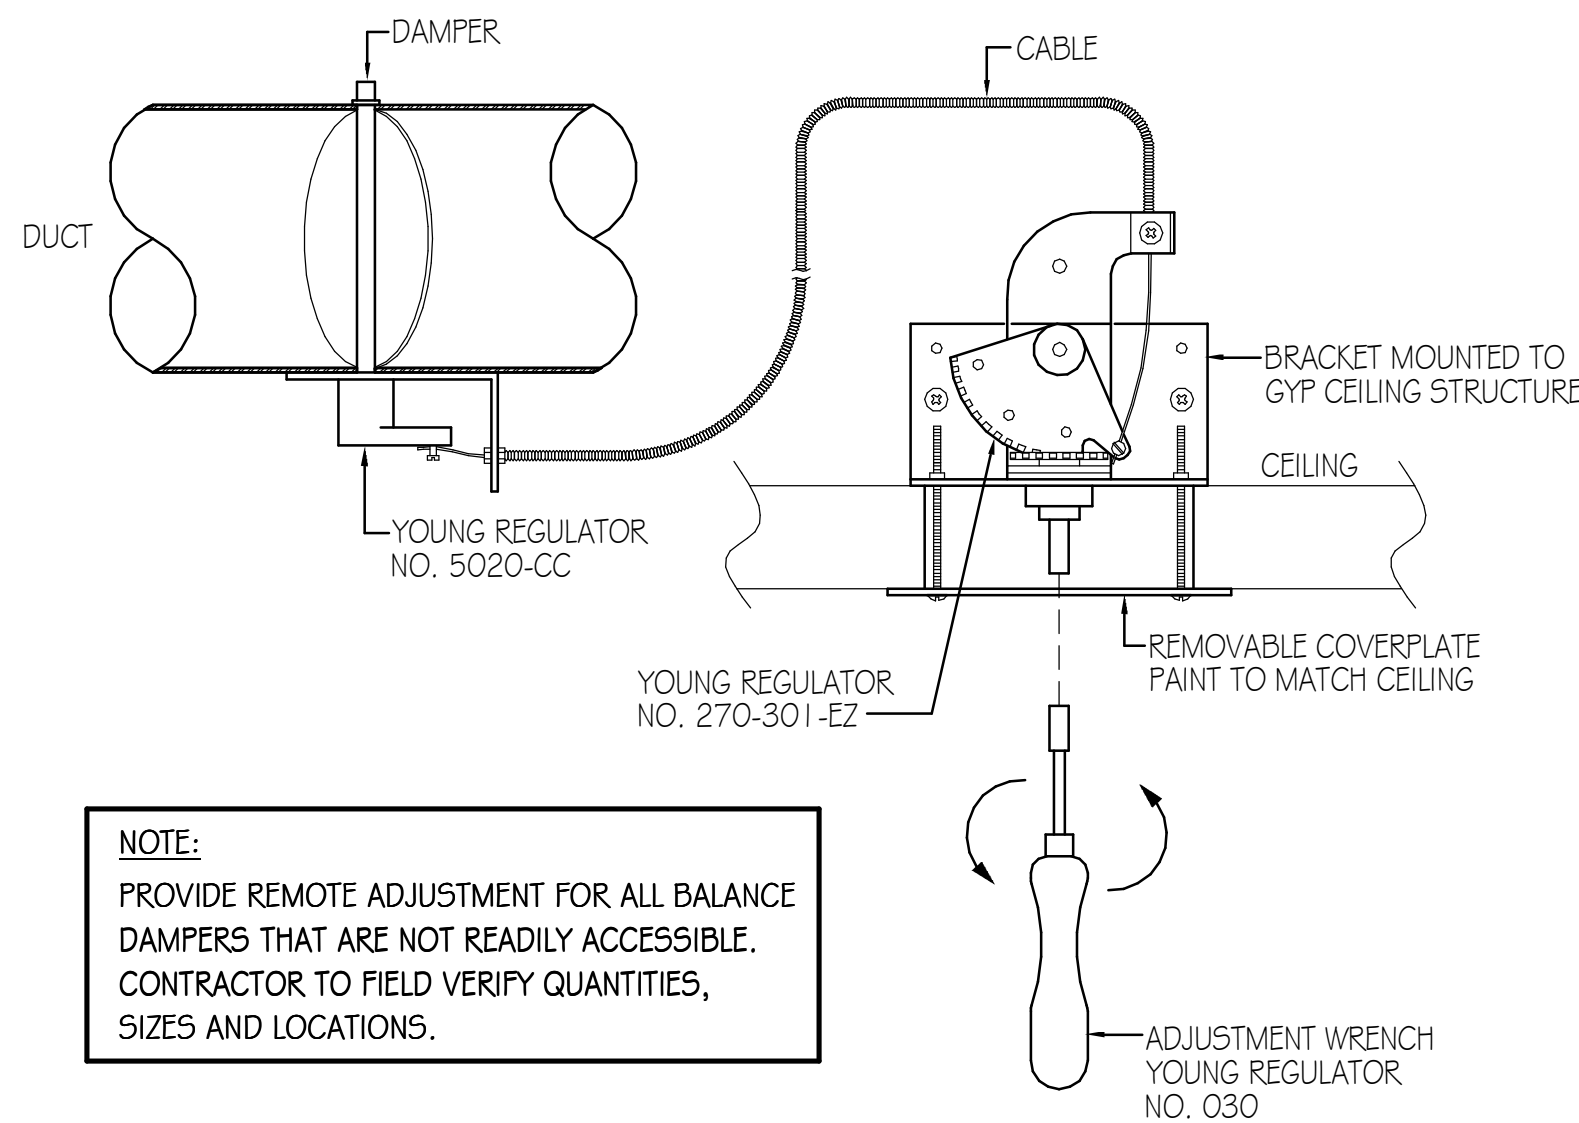 DAMPER
CABLE
DUCT
BRACKET MOUNTED TO
GYP CEILING STRUCTURE
CEILING
YOUNG REGULATOR
NO. 5020-CC
REMOVABLE COVERPLATE
PAINT TO MATCH CEILING
YOUNG REGULATOR
NO. 270-301-EZ
NOTE:
PROVIDE REMOTE ADJUSTMENT FOR ALL BALANCE
DAMPERS THAT ARE NOT READILY ACCESSIBLE.
CONTRACTOR TO FIELD VERIFY QUANTITIES,
SIZES AND LOCATIONS.
ADJUSTMENT WRENCH
YOUNG REGULATOR
NO. 030